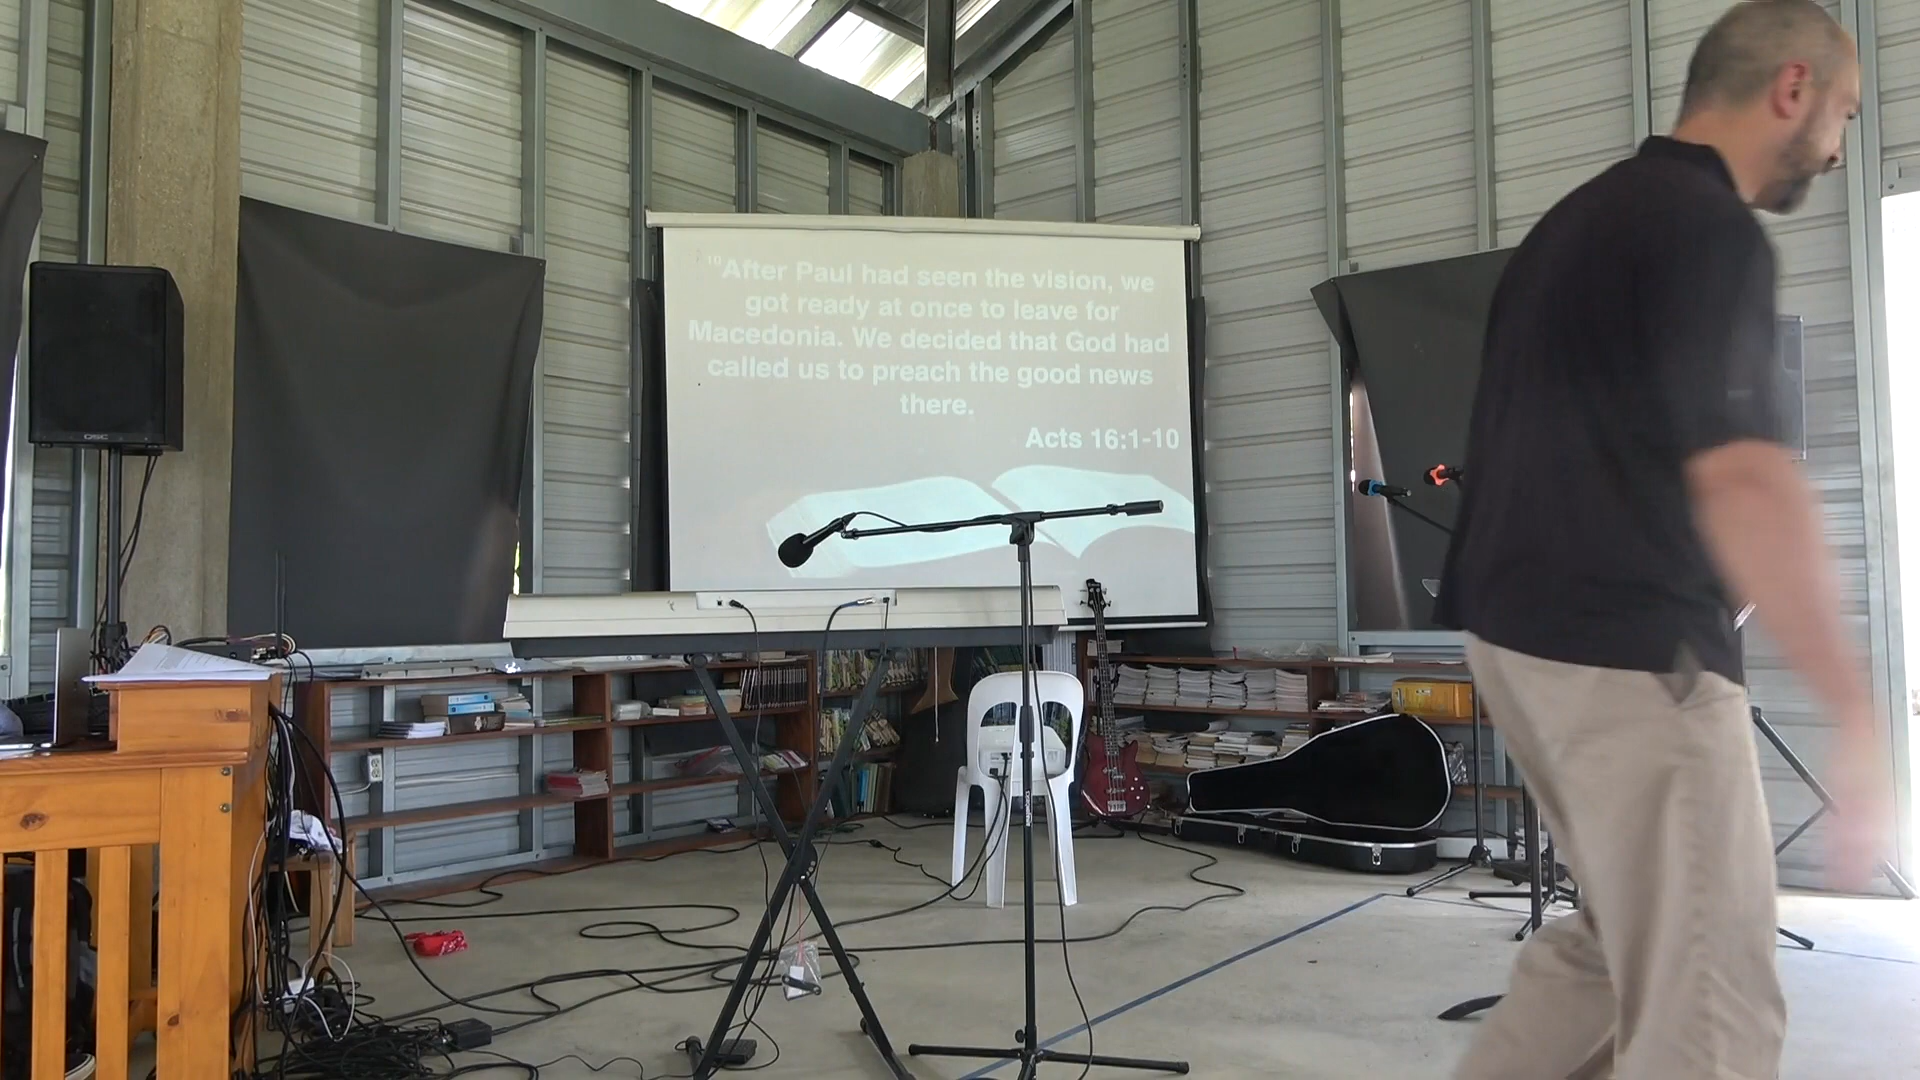 ¹⁰After Paul had seen the vision, we
got ready at once to leave for
Macedonia. We decided that God had
called us to preach the good news
there.
Acts 16:1-10
QSC